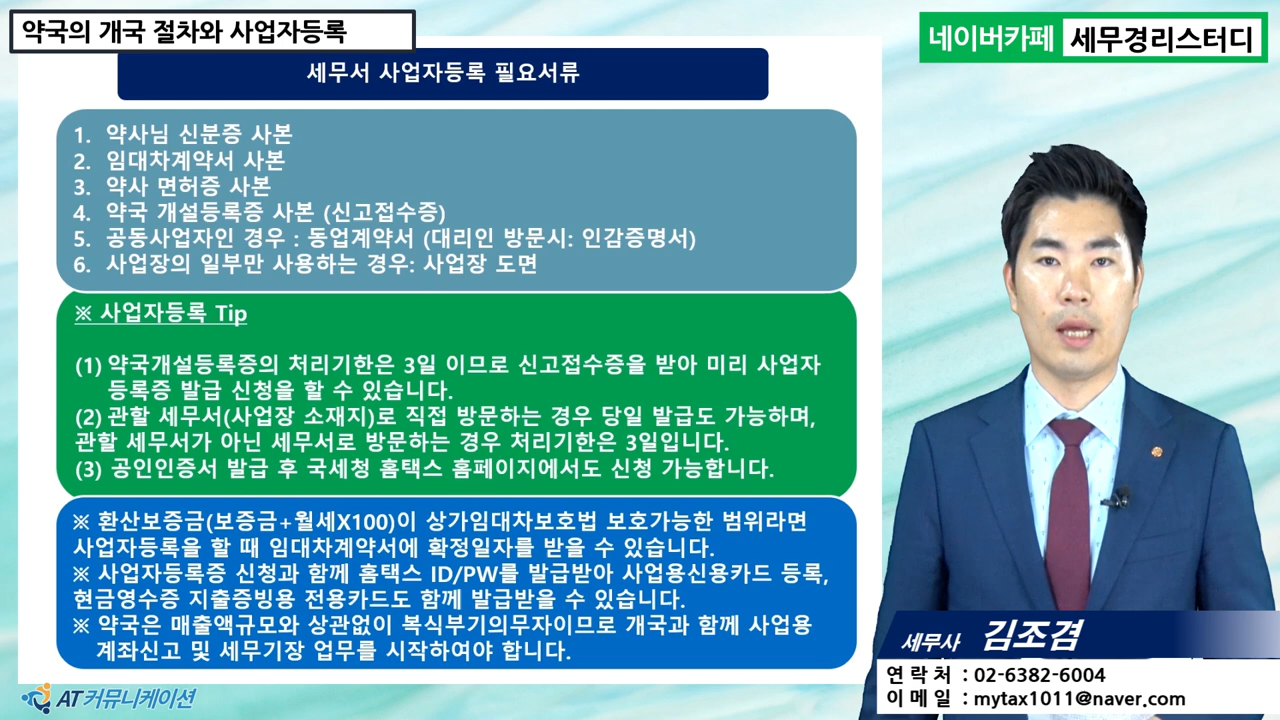 약국의 개국 절차와 사업자등록
네이버카페 세무경리스터디
세무서 사업자등록 필요서류
1. 약사님 신분증 사본
2. 임대차계약서 사본
3. 약사 면허증 사본
4. 약국 개설등록증 사본 (신고접수증)
5. 공동사업자인 경우 : 동업계약서 (대리인 방문시: 인감증명서)
6. 사업장의 일부만 사용하는 경우: 사업장 도면
※ 사업자등록 Tip
(1) 약국개설등록증의 처리기한은 3일 이므로 신고접수증을 받아 미리 사업자
등록증 발급 신청을 할 수 있습니다.
(2) 관할 세무서(사업장 소재지)로 직접 방문하는 경우 당일 발급도 가능하며,
관할 세무서가 아닌 세무서로 방문하는 경우 처리기한은 3일입니다.
(3) 공인인증서 발급 후 국세청 홈택스 홈페이지에서도 신청 가능합니다.
※ 환산보증금(보증금+월세X100)이 상가임대차보호법 보호가능한 범위라면
사업자등록을 할 때 임대차계약서에 확정일자를 받을 수 있습니다.
※ 사업자등록증 신청과 함께 홈택스 ID/PW를 발급받아 사업용신용카드 등록,
현금영수증 지출증빙용 전용카드도 함께 발급받을 수 있습니다.
※ 약국은 매출액규모와 상관없이 복식부기의무자이므로 개국과 함께 사업용
계좌신고 및 세무기장 업무를 시작하여야 합니다.
세무사 김조겸
연 락 처 : 02-6382-6004
이 메 일 : mytax1011@naver.com
AT커뮤니케이션